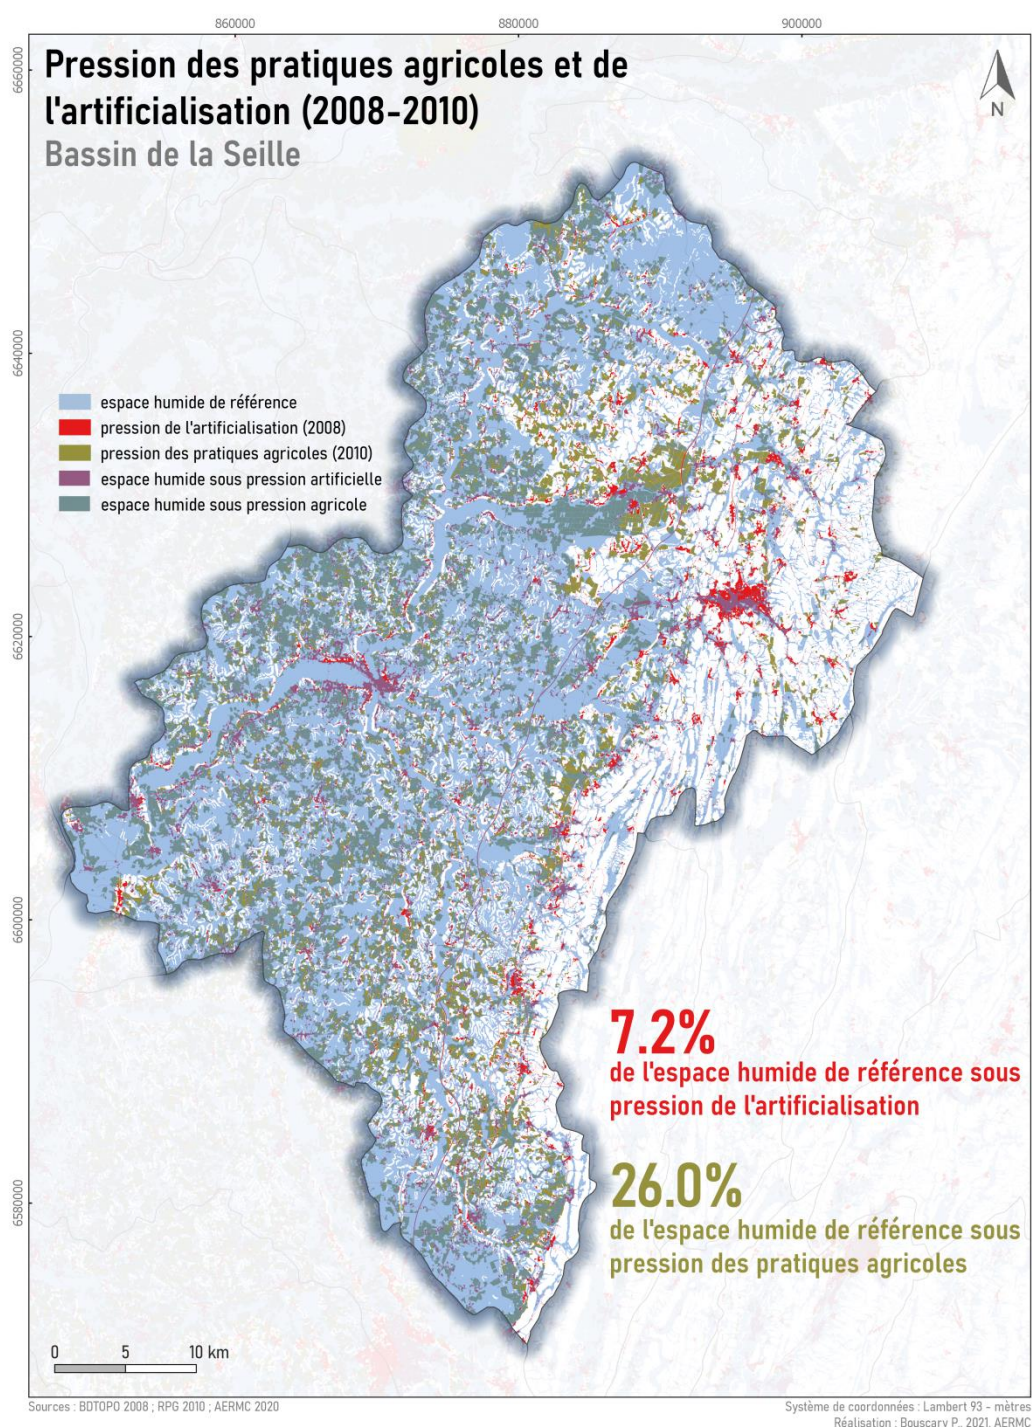 860000
880000
900000
Pression des pratiques agricoles et de
l'artificialisation (2008-2010)
Bassin de la Seille
N
6660000
6640000
6620000
6600000
6580000
espace humide de référence
pression de l'artificialisation (2008)
pression des pratiques agricoles (2010)
espace humide sous pression artificielle
espace humide sous pression agricole
7.2%
de l'espace humide de référence sous
pression de l'artificialisation
26.0%
de l'espace humide de référence sous
pression des pratiques agricoles
0 5 10 km
Sources : BDTOPO 2008 ; RPG 2010 ; AERMC 2020
Système de coordonnées : Lambert 93 - mètres
Réalisation : Bouscary P., 2021, AERMC